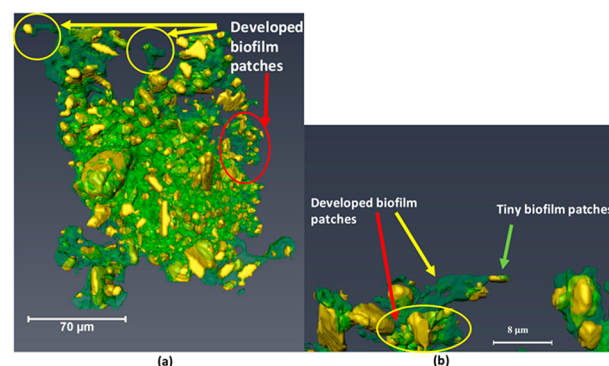 Developed
biofilm
patches
70 µm
(a)
Developed biofilm
patches
Tiny biofilm patches
8 µm
(b)